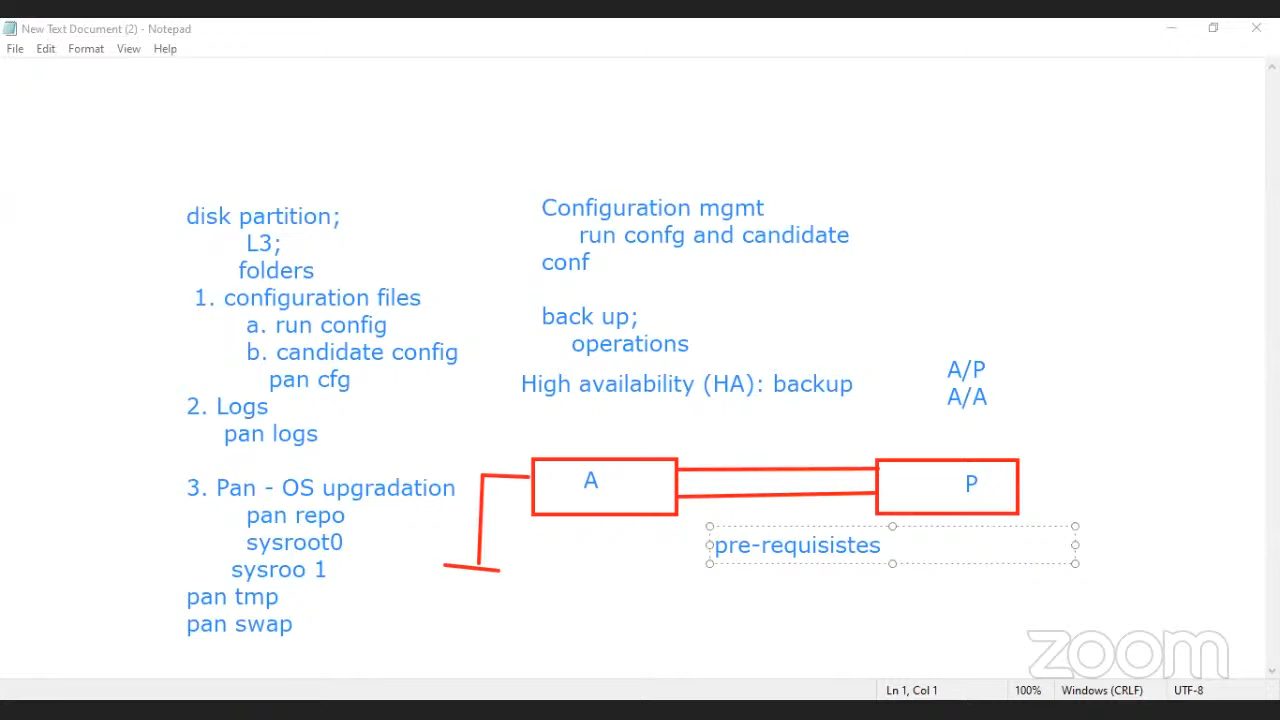 New Text Document (2) - Notepad
File Edit Format View Help
disk partition;
L3;
folders
1. configuration files
a. run config
b. candidate config
pan cfg
2. Logs
pan logs
3. Pan - OS upgradation
pan repo
sysroot0
sysroo 1
pan tmp
pan swap
Configuration mgmt
run confg and candidate
conf
back up;
operations
High availability (HA): backup
A/P
A/A
A
P
pre-requisistes
zoom
Ln 1, Col 1 100% Windows (CRLF) UTF-8